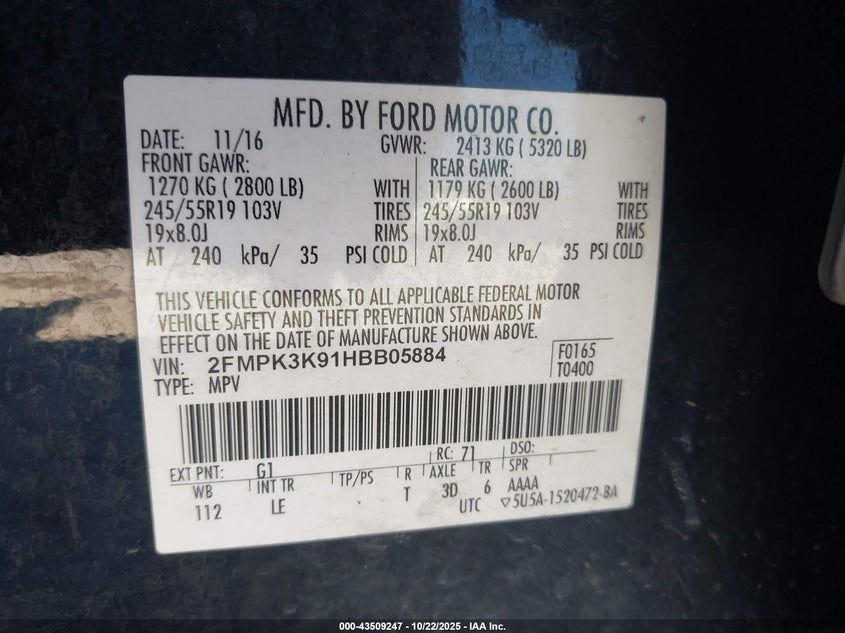 MFD. BY FORD MOTOR CO.
DATE: 11/16 GVWR: 2413 KG ( 5320 LB)
FRONT GAWR: REAR GAWR:
1270 KG ( 2800 LB) WITH 1179 KG ( 2600 LB) WITH
245/55R19 103V TIRES 245/55R19 103V TIRES
19x8.0J RIMS 19x8.0J RIMS
AT 240 kPa/ 35 PSI COLD AT 240 kPa/ 35 PSI COLD
THIS VEHICLE CONFORMS TO ALL APPLICABLE FEDERAL MOTOR
VEHICLE SAFETY AND THEFT PREVENTION STANDARDS IN
EFFECT ON THE DATE OF MANUFACTURE SHOWN ABOVE.
VIN: 2FMPK3K91HBB05884 F0165
TYPE: MPV T0400
EXT PNT: G1 RC: 71 DSO:
WB INT TR TP/PS R AXLE TR SPR
112 LE T 3D 6 AAAA
UTC ▽5U5A-1520472-BA
000-43509247 - 10/22/2025 - IAA Inc.